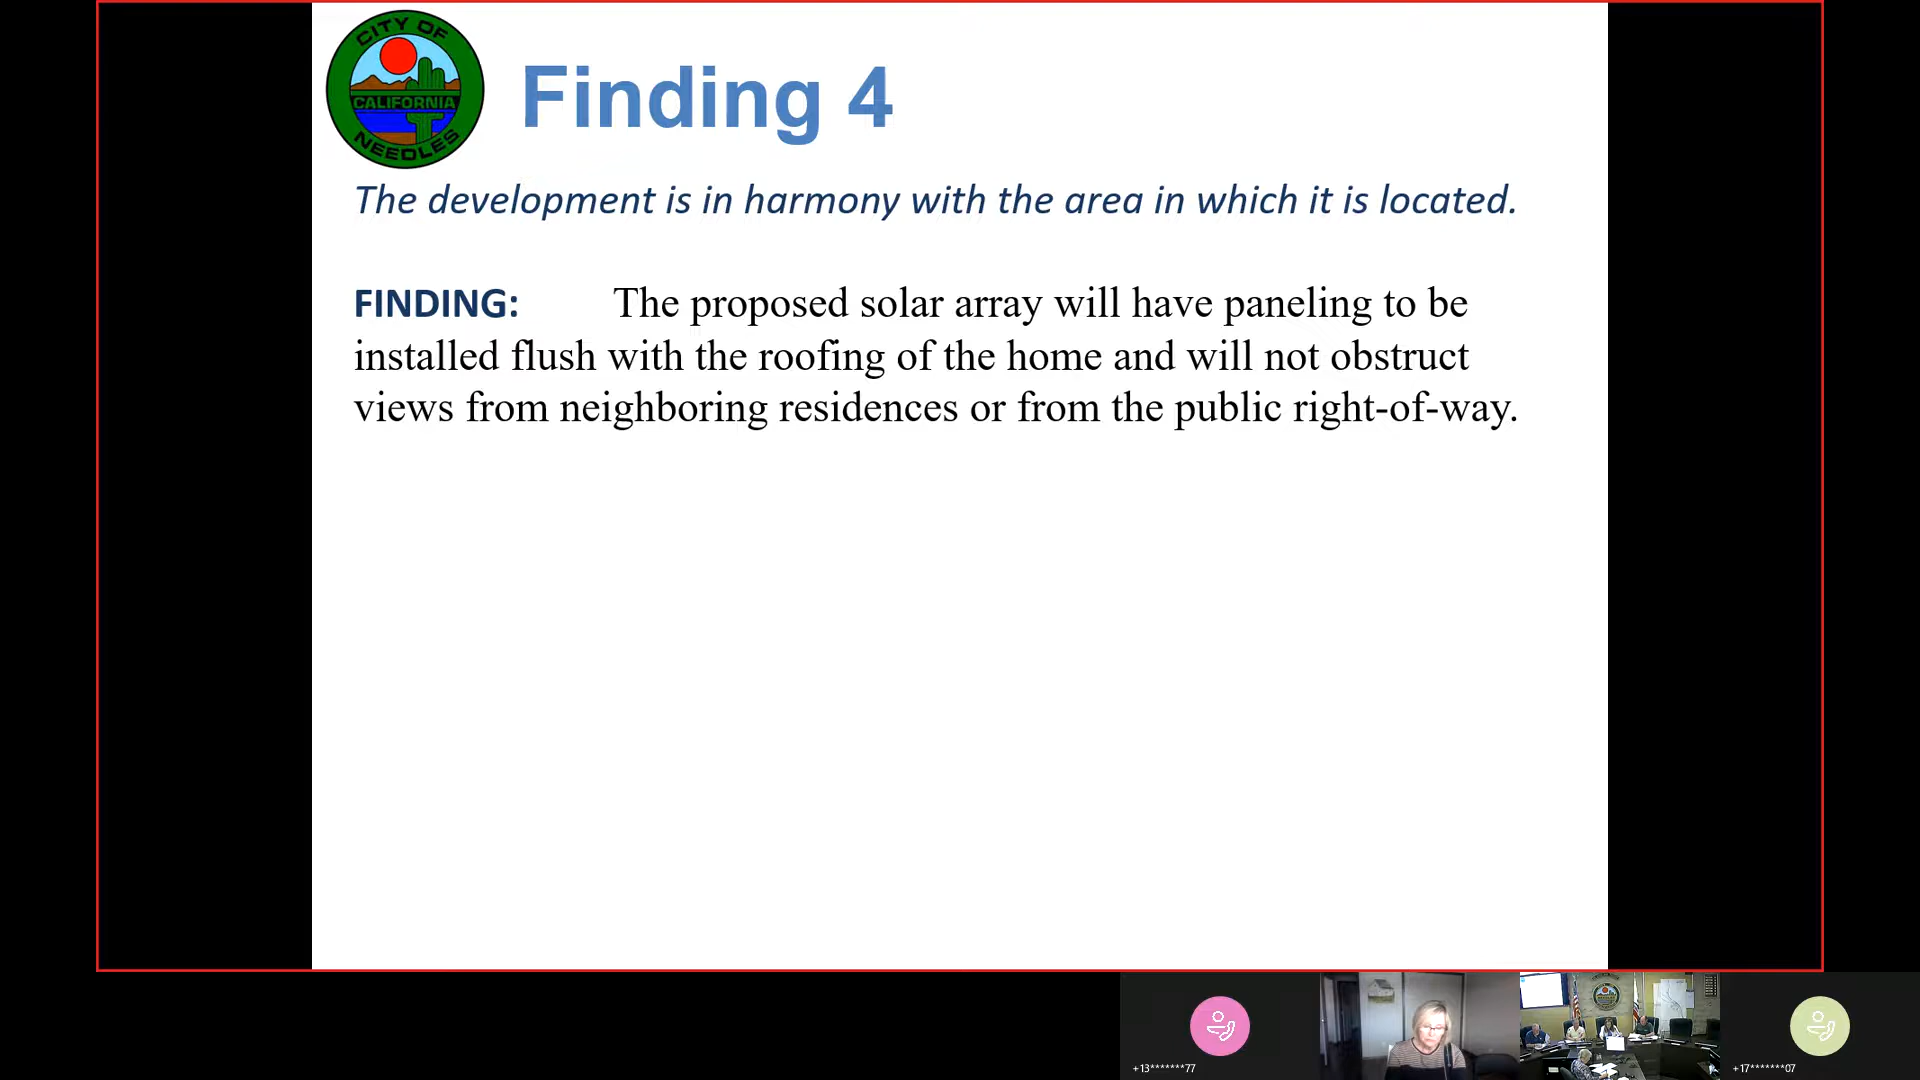 CITY OF
CALIFORNIA
NEEDLES
Finding 4
The development is in harmony with the area in which it is located.
FINDING: The proposed solar array will have paneling to be
installed flush with the roofing of the home and will not obstruct
views from neighboring residences or from the public right-of-way.
+13*******77
+17*******07